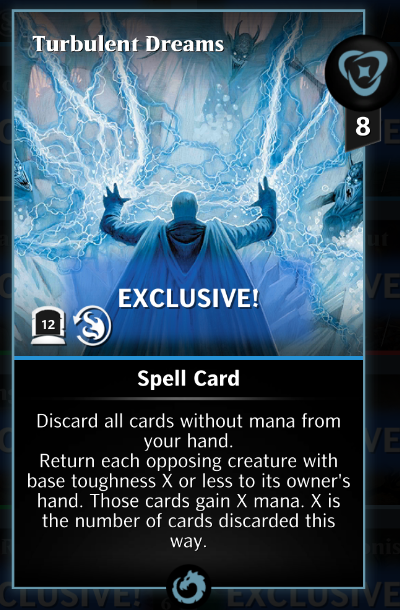 Turbulent Dreams
8
EXCLUSIVE!
12
Spell Card
Discard all cards without mana from
your hand.
Return each opposing creature with
base toughness X or less to its owner's
hand. Those cards gain X mana. X is
the number of cards discarded this
way.